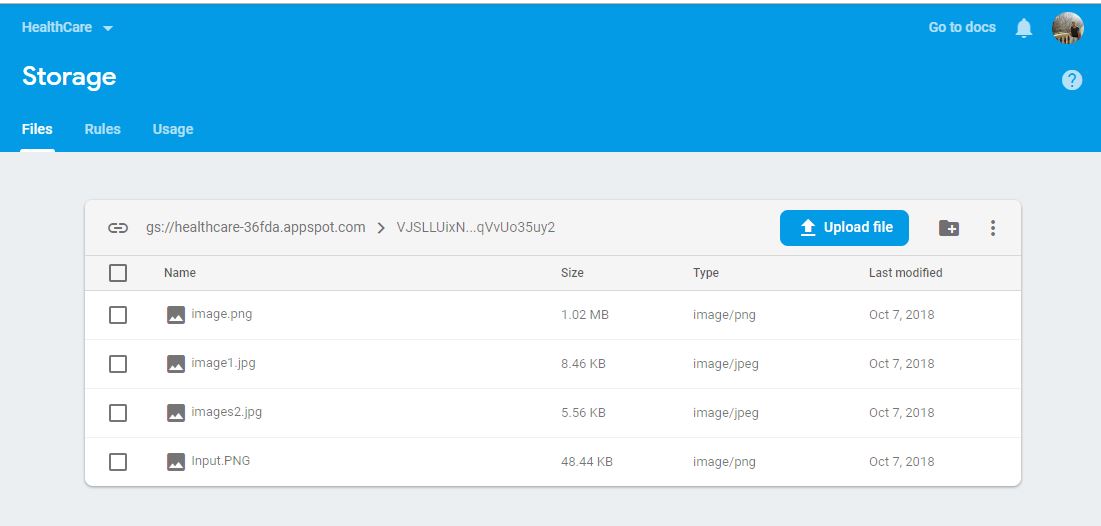 HealthCare Go to docs
Storage
Files Rules Usage
gs://healthcare-36fda.appspot.com VJSLLUixN...qVvUo35uy2 Upload file
Name Size Type Last modified
image.png 1.02 MB image/png Oct 7, 2018
image1.jpg 8.46 KB image/jpeg Oct 7, 2018
images2.jpg 5.56 KB image/jpeg Oct 7, 2018
Input.PNG 48.44 KB image/png Oct 7, 2018